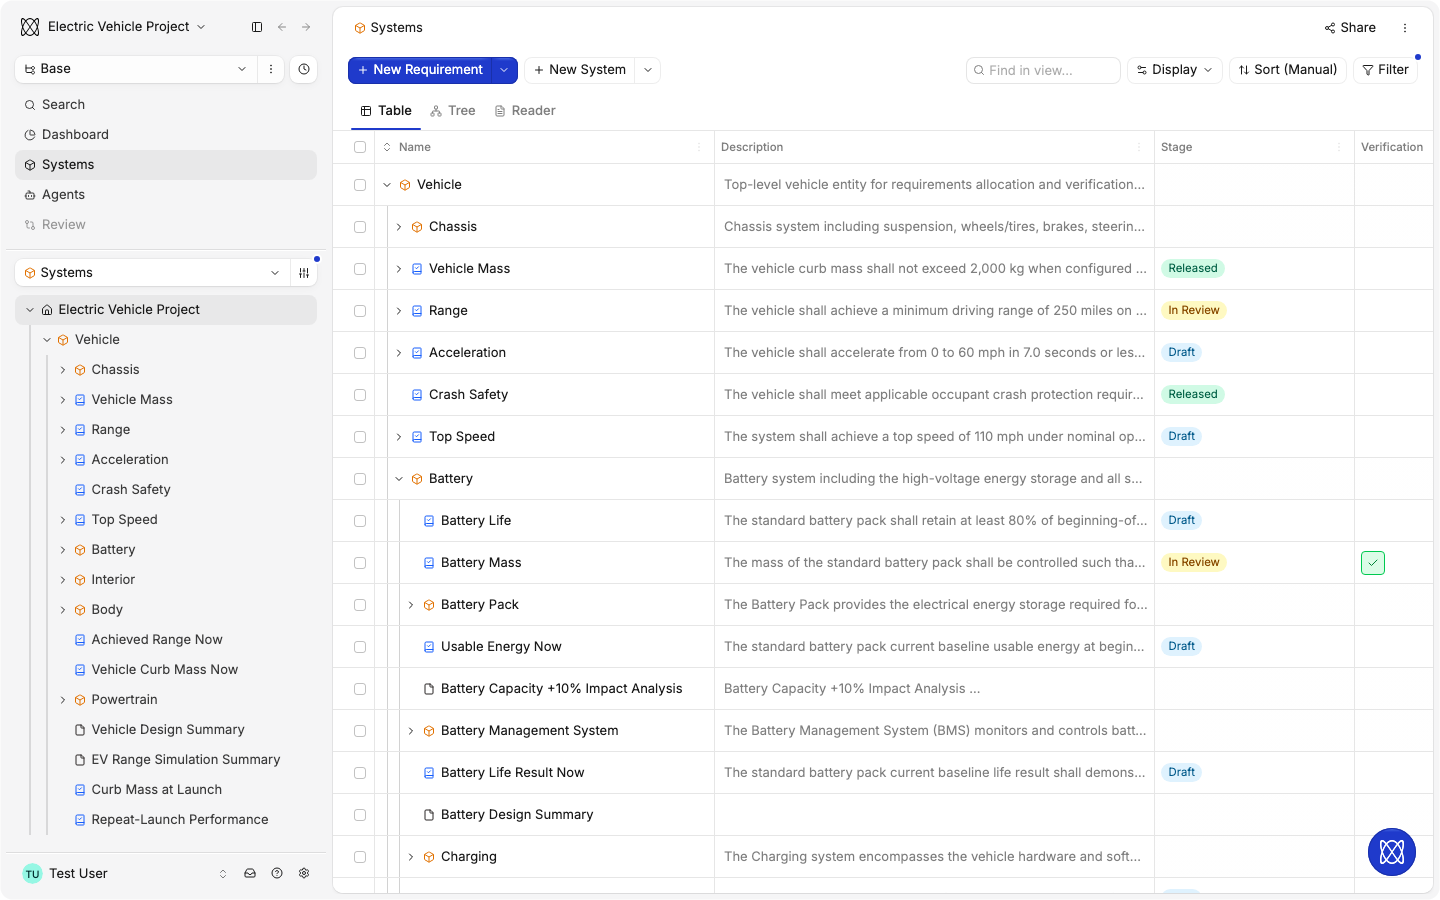 Electric Vehicle Project
Base
Search
Dashboard
Systems
Agents
Review
Systems
Electric Vehicle Project
Vehicle
Chassis
Vehicle Mass
Range
Acceleration
Crash Safety
Top Speed
Battery
Interior
Body
Achieved Range Now
Vehicle Curb Mass Now
Powertrain
Vehicle Design Summary
EV Range Simulation Summary
Curb Mass at Launch
Repeat-Launch Performance
TU Test User
Systems
Share
+ New Requirement
+ New System
Find in view...
Display
Sort (Manual)
Filter
Table Tree Reader
Name Description Stage Verification
Vehicle Top-level vehicle entity for requirements allocation and verification...
Chassis Chassis system including suspension, wheels/tires, brakes, steerin...
Vehicle Mass The vehicle curb mass shall not exceed 2,000 kg when configured ... Released
Range The vehicle shall achieve a minimum driving range of 250 miles on ... In Review
Acceleration The vehicle shall accelerate from 0 to 60 mph in 7.0 seconds or les... Draft
Crash Safety The vehicle shall meet applicable occupant crash protection requir... Released
Top Speed The system shall achieve a top speed of 110 mph under nominal op... Draft
Battery Battery system including the high-voltage energy storage and all s...
Battery Life The standard battery pack shall retain at least 80% of beginning-of... Draft
Battery Mass The mass of the standard battery pack shall be controlled such tha... In Review
Battery Pack The Battery Pack provides the electrical energy storage required fo...
Usable Energy Now The standard battery pack current baseline usable energy at begin... Draft
Battery Capacity +10% Impact Analysis Battery Capacity +10% Impact Analysis ...
Battery Management System The Battery Management System (BMS) monitors and controls batt...
Battery Life Result Now The standard battery pack current baseline life result shall demons... Draft
Battery Design Summary
Charging The Charging system encompasses the vehicle hardware and soft...